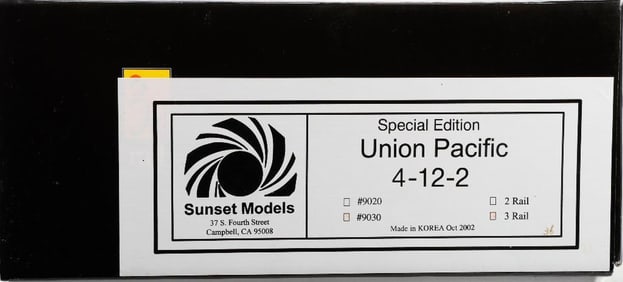 Special Edition
Union Pacific
4-12-2
#9020
2 Rail
#9030
3 Rail
Made in KOREA Oct 2002
Sunset Models
37 S. Fourth Street
Campbell, CA 95008